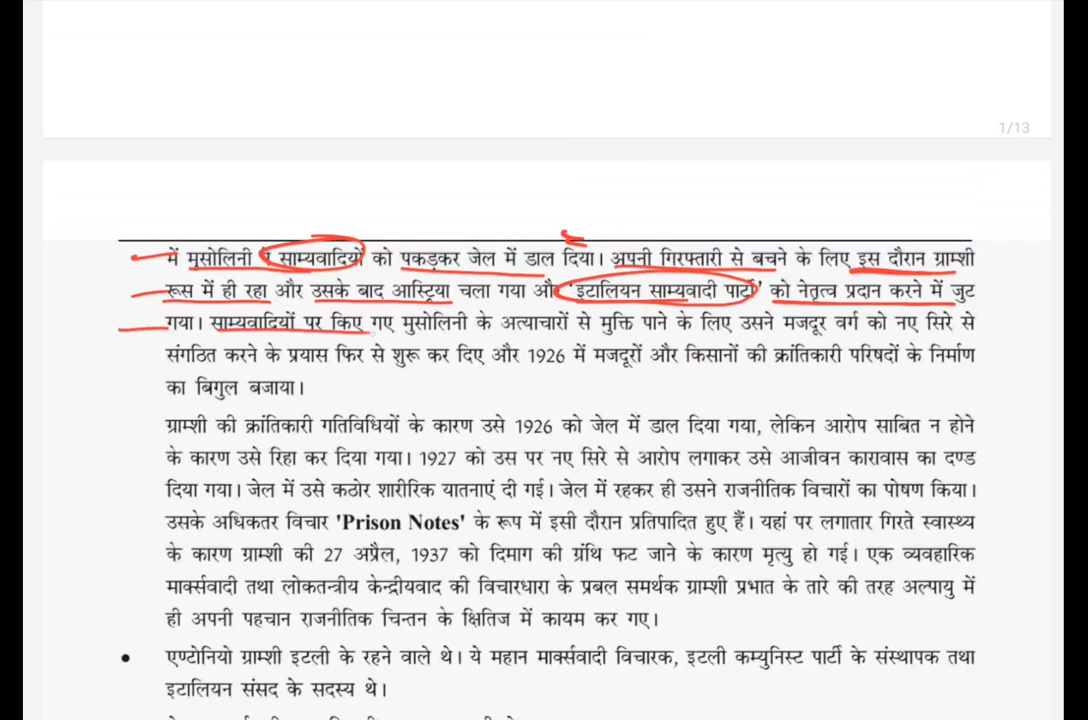 1/13
में मुसोलिनी ने साम्यवादियों को पकड़कर जेल में डाल दिया। अपनी गिरफ्तारी से बचने के लिए इस दौरान ग्राम्शी
रूस में ही रहा और उसके बाद आस्ट्रिया चला गया और 'इटालियन साम्यवादी पार्टी' को नेतृत्व प्रदान करने में जुट
गया। साम्यवादियों पर किए गए मुसोलिनी के अत्याचारों से मुक्ति पाने के लिए उसने मजदूर वर्ग को नए सिरे से
संगठित करने के प्रयास फिर से शुरू कर दिए और 1926 में मजदूरों और किसानों की क्रांतिकारी परिषदों के निर्माण
का बिगुल बजाया।
ग्राम्शी की क्रांतिकारी गतिविधियों के कारण उसे 1926 को जेल में डाल दिया गया, लेकिन आरोप साबित न होने
के कारण उसे रिहा कर दिया गया। 1927 को उस पर नए सिरे से आरोप लगाकर उसे आजीवन कारावास का दण्ड
दिया गया। जेल में उसे कठोर शारीरिक यातनाएं दी गई। जेल में रहकर ही उसने राजनीतिक विचारों का पोषण किया।
उसके अधिकतर विचार 'Prison Notes' के रूप में इसी दौरान प्रतिपादित हुए हैं। यहां पर लगातार गिरते स्वास्थ्य
के कारण ग्राम्शी की 27 अप्रैल, 1937 को दिमाग की ग्रंथि फट जाने के कारण मृत्यु हो गई। एक व्यवहारिक
मार्क्सवादी तथा लोकतन्त्रीय केन्द्रीयवाद की विचारधारा के प्रबल समर्थक ग्राम्शी प्रभात के तारे की तरह अल्पायु में
ही अपनी पहचान राजनीतिक चिन्तन के क्षितिज में कायम कर गए।
• एण्टोनियो ग्राम्शी इटली के रहने वाले थे। ये महान मार्क्सवादी विचारक, इटली कम्युनिस्ट पार्टी के संस्थापक तथा
इटालियन संसद के सदस्य थे।